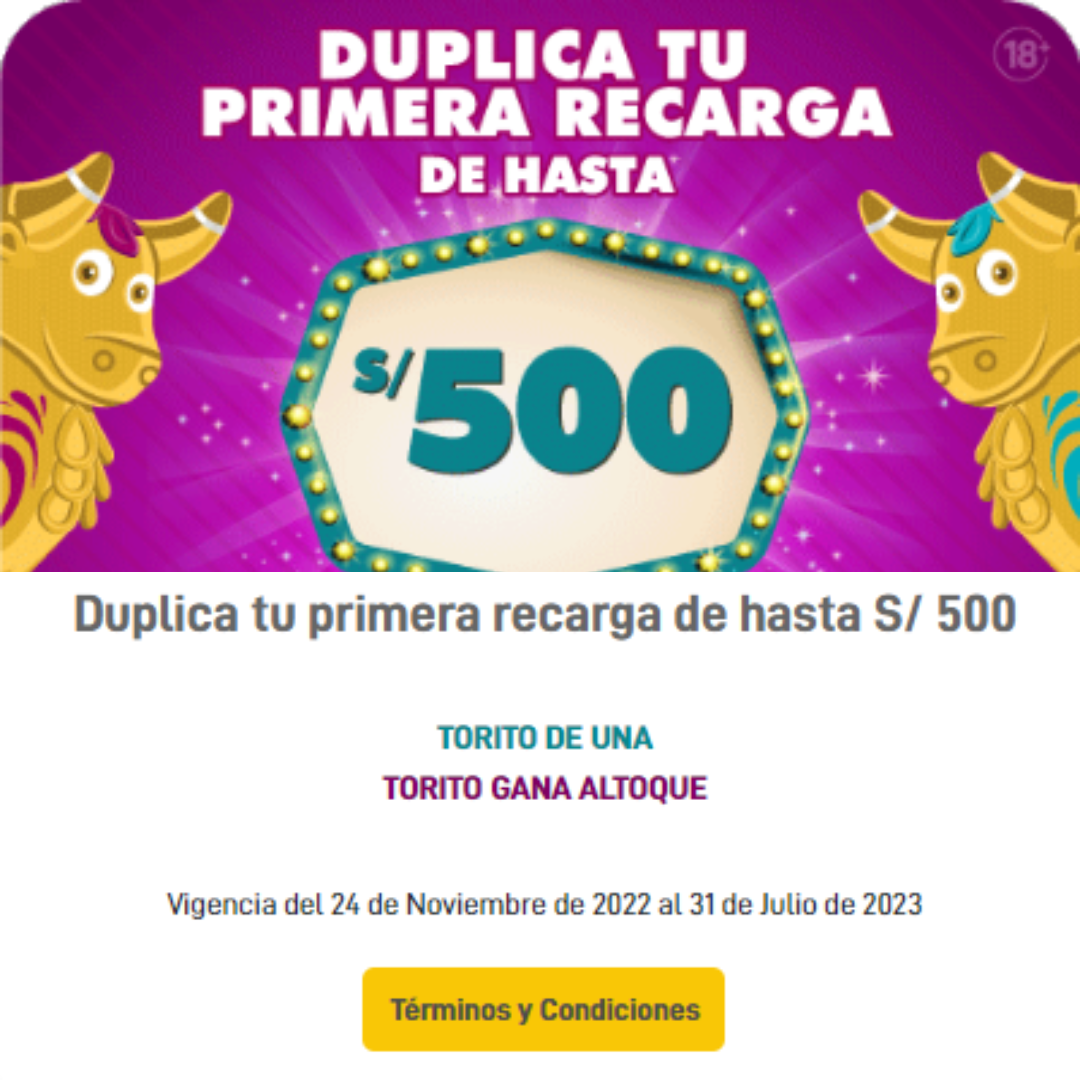 DUPLICA TU
18+
PRIMERA RECARGA
DE HASTA
S/500
Duplica tu primera recarga de hasta S/ 500
TORITO DE UNA
TORITO GANA ALTOQUE
Vigencia del 24 de Noviembre de 2022 al 31 de Julio de 2023
Términos y Condiciones